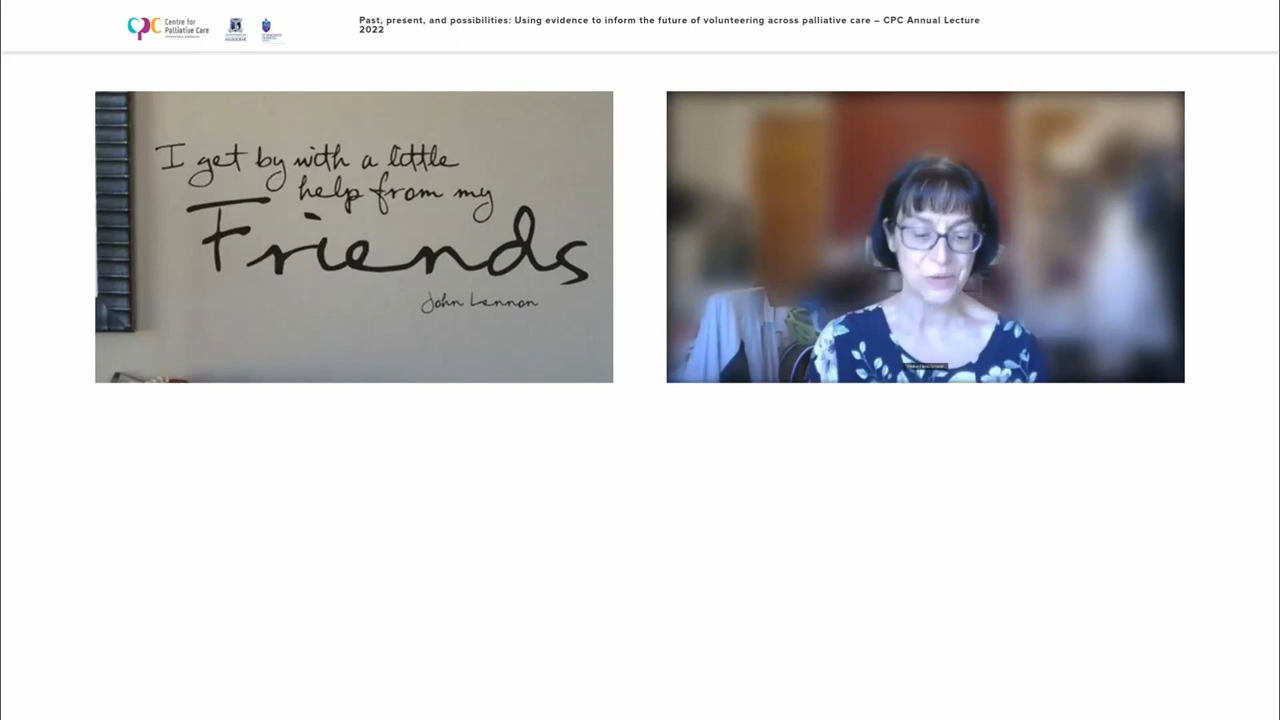 Centre for
Palliative Care
Past, present, and possibilities: Using evidence to inform the future of volunteering across palliative care – CPC Annual Lecture
2022
I get by with a little
help from my
Friends
John Lennon